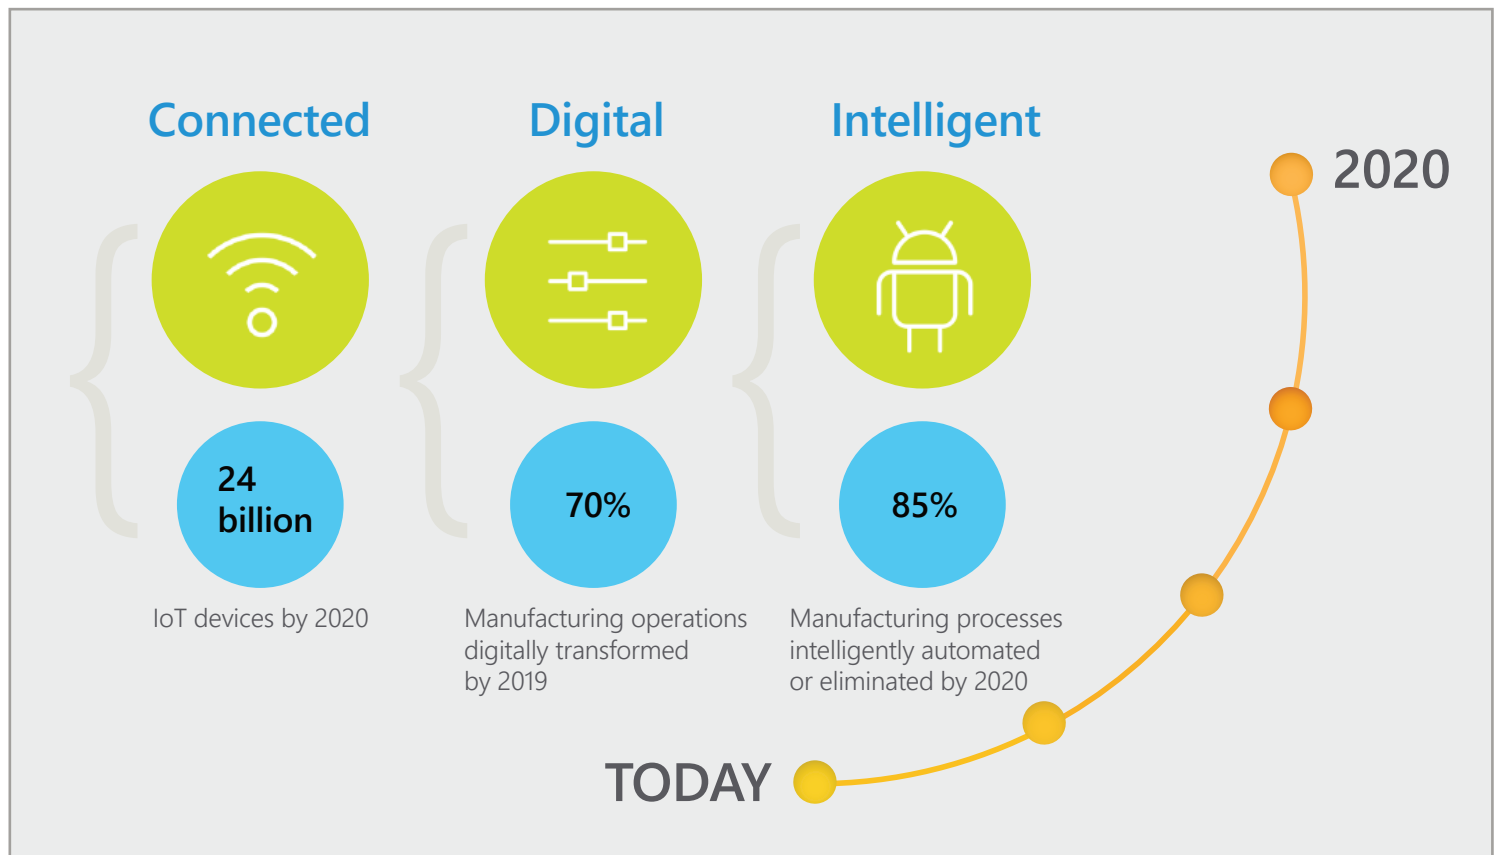 Connected
Digital
Intelligent
2020
24
billion
70%
85%
IoT devices by 2020
Manufacturing operations
digitally transformed
by 2019
Manufacturing processes
intelligently automated
or eliminated by 2020
TODAY